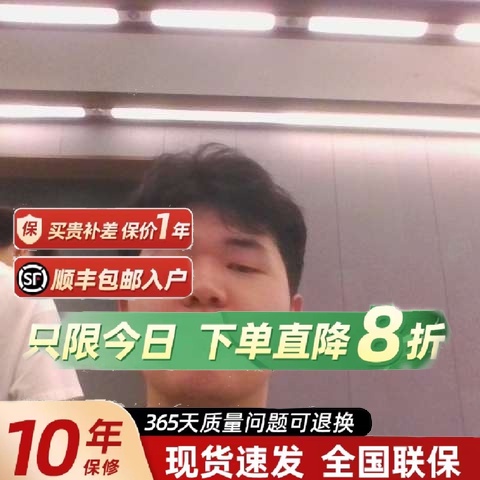 保 买贵补差 保价1年
SF 顺丰包邮入户
只限今日 下单直降8折
365天质量问题可退换
10年保修
现货速发 全国联保